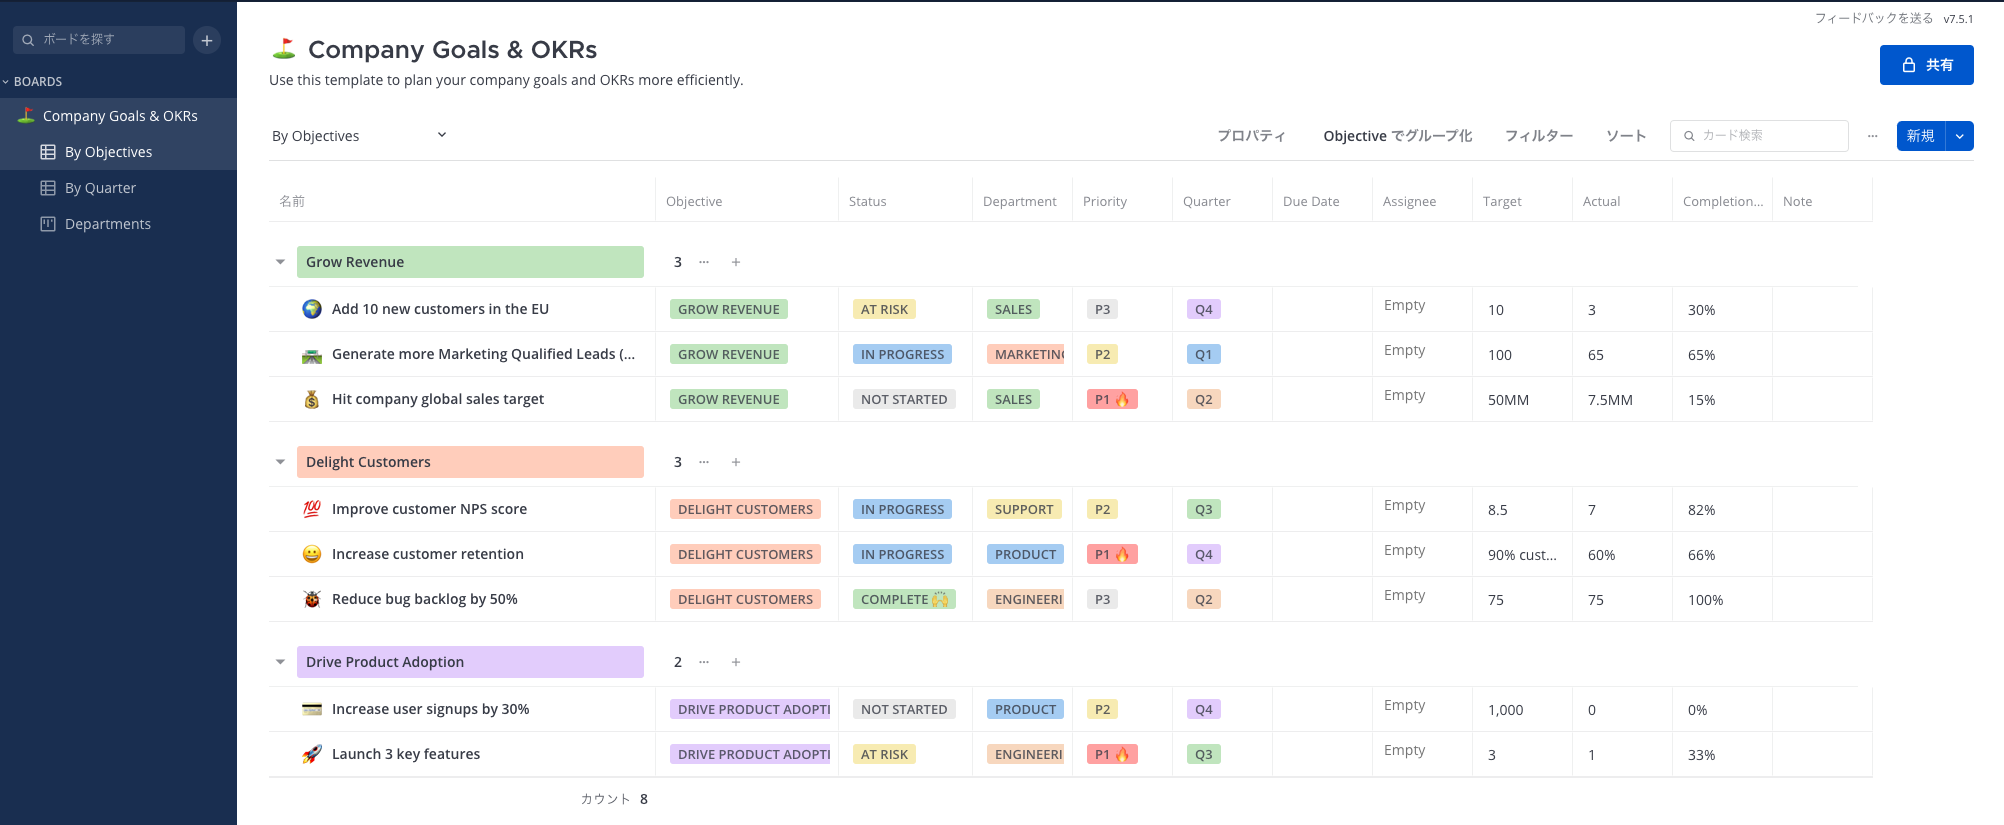 フィードバックを送る v7.5.1
ボードを探す
BOARDS
Company Goals & OKRs
By Objectives
By Quarter
Departments
Company Goals & OKRs
Use this template to plan your company goals and OKRs more efficiently.
共有
By Objectives
プロパティ Objective でグループ化 フィルター ソート カード検索 ... 新規
名前 Objective Status Department Priority Quarter Due Date Assignee Target Actual Completion... Note
Grow Revenue 3 ... +
Add 10 new customers in the EU GROW REVENUE AT RISK SALES P3 Q4 Empty 10 3 30%
Generate more Marketing Qualified Leads (... GROW REVENUE IN PROGRESS MARKETING P2 Q1 Empty 100 65 65%
Hit company global sales target GROW REVENUE NOT STARTED SALES P1 🔥 Q2 Empty 50MM 7.5MM 15%
Delight Customers 3 ... +
Improve customer NPS score DELIGHT CUSTOMERS IN PROGRESS SUPPORT P2 Q3 Empty 8.5 7 82%
Increase customer retention DELIGHT CUSTOMERS IN PROGRESS PRODUCT P1 🔥 Q4 Empty 90% cust... 60% 66%
Reduce bug backlog by 50% DELIGHT CUSTOMERS COMPLETE 🙌 ENGINEERI P3 Q2 Empty 75 75 100%
Drive Product Adoption 2 ... +
Increase user signups by 30% DRIVE PRODUCT ADOPTI NOT STARTED PRODUCT P2 Q4 Empty 1,000 0 0%
Launch 3 key features DRIVE PRODUCT ADOPTI AT RISK ENGINEERI P1 🔥 Q3 Empty 3 1 33%
カウント 8